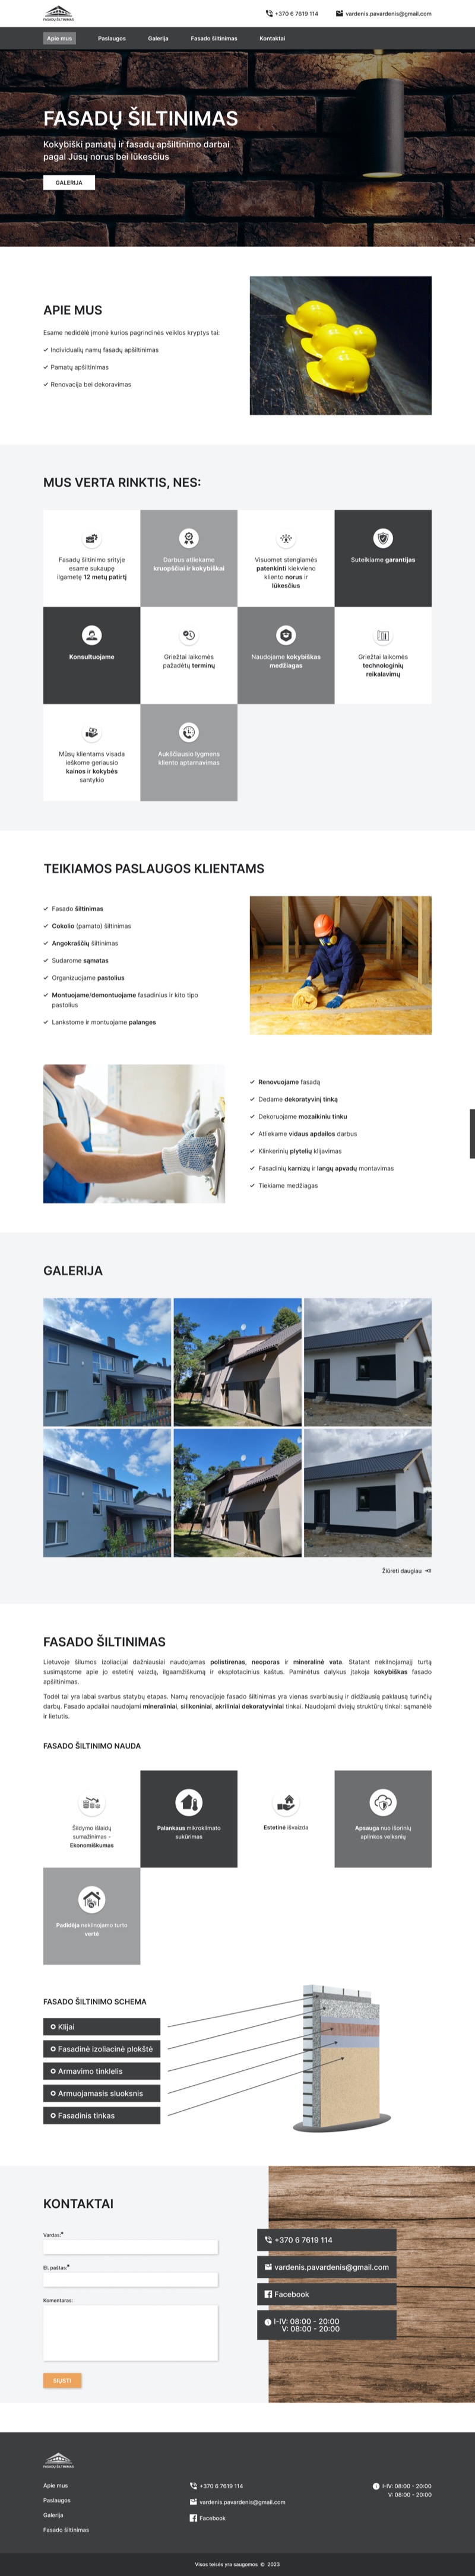 FASADŲ ŠILTINIMAS
+370 6 7619 114
vardenis.pavardenis@gmail.com
Apie mus
Paslaugos
Galerija
Fasado šiltinimas
Kontaktai
FASADŲ ŠILTINIMAS
Kokybiški pamatų ir fasadų apšiltinimo darbai
pagal Jūsų norus bei lūkesčius
GALERIJA
APIE MUS
Esame nedidėlė įmonė kurios pagrindinės veiklos kryptys tai:
Individualių namų fasadų apšiltinimas
Pamatų apšiltinimas
Renovacija bei dekoravimas
MUS VERTA RINKTIS, NES:
Fasadų šiltinimo srityje
esame sukaupę
ilgametę 12 metų patirtį
Darbus atliekame
kruopščiai ir kokybiškai
Visuomet stengiamės
patenkinti kiekvieno
kliento norus ir
lūkesčius
Suteikiame garantijas
Konsultuojame
Griežtai laikomės
pažadėtų terminų
Naudojame kokybiškas
medžiagas
Griežtai laikomės
technologinių
reikalavimų
Mūsų klientams visada
ieškome geriausio
kainos ir kokybės
santykio
Aukščiausio lygmens
kliento aptarnavimas
TEIKIAMOS PASLAUGOS KLIENTAMS
Fasado šiltinimas
Cokolio (pamato) šiltinimas
Angokraščių šiltinimas
Sudarome sąmatas
Organizuojame pastolius
Montuojame/demontuojame fasadinius ir kito tipo
pastolius
Lankstome ir montuojame palanges
Renovuojame fasadą
Dedame dekoratyvinį tinką
Dekoruojame mozaikiniu tinku
Atliekame vidaus apdailos darbus
Klinkerinių plytelių klijavimas
Fasadinių karnizų ir langų apvadų montavimas
Tiekiame medžiagas
GALERIJA
Žiūrėti daugiau
FASADO ŠILTINIMAS
Lietuvoje šilumos izoliacijai dažniausiai naudojamas polistirenas, neoporas ir mineralinė vata. Statant nekilnojamąjį turtą
susimąstome apie jo estetinį vaizdą, ilgaamžiškumą ir eksplotacinius kaštus. Paminėtus dalykus įtakoja kokybiškas fasado
apšiltinimas.
Todėl tai yra labai svarbus statybų etapas. Namų renovacijoje fasado šiltinimas yra vienas svarbiausių ir didžiausią paklausą turinčių
darbų. Fasado apdailai naudojami mineraliniai, silikoniniai, akriliniai dekoratyviniai tinkai. Naudojami dviejų struktūrų tinkai: samanėlė
ir lietutis.
FASADO ŠILTINIMO NAUDA
Šildymo išlaidų
sumažinimas -
Ekonomiškumas
Palankaus mikroklimato
sukūrimas
Estetinė išvaizda
Apsauga nuo išorinių
aplinkos veiksnių
Padidėja nekilnojamo turto
vertė
FASADO ŠILTINIMO SCHEMA
Klijai
Fasadinė izoliacinė plokštė
Armavimo tinklelis
Armuojamasis sluoksnis
Fasadinis tinkas
KONTAKTAI
Vardas:*
El. paštas:*
Komentaras:
SIŲSTI
+370 6 7619 114
vardenis.pavardenis@gmail.com
Facebook
I-IV: 08:00 - 20:00
V: 08:00 - 20:00
FASADŲ ŠILTINIMAS
Apie mus
Paslaugos
Galerija
Fasado šiltinimas
+370 6 7619 114
vardenis.pavardenis@gmail.com
Facebook
I-IV: 08:00 - 20:00
V: 08:00 - 20:00
Visos teisės yra saugomos © 2023